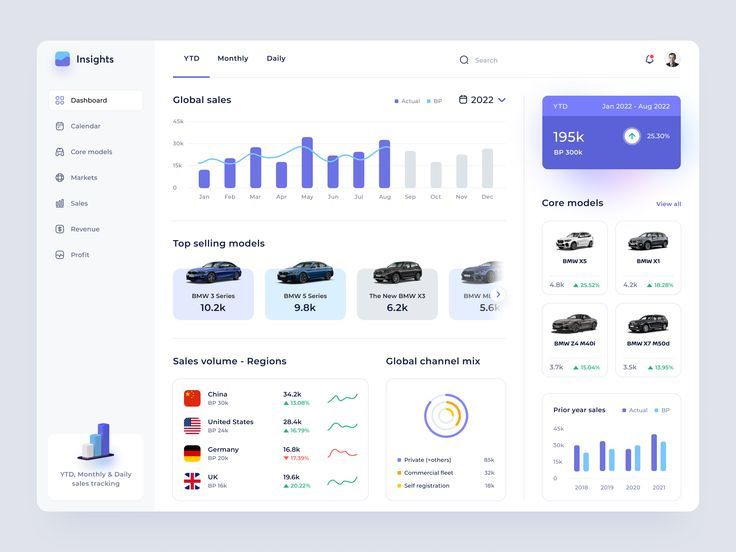 Insights
Dashboard
Calendar
Core models
Markets
Sales
Revenue
Profit
YTD, Monthly & Daily
sales tracking
YTD Monthly Daily
Search
Global sales
Actual BP
2022
45k
30k
15k
0
Jan Feb Mar Apr May Jun Jul Aug Sep Oct Nov Dec
Top selling models
BMW 3 Series
10.2k
BMW 5 Series
9.8k
The New BMW X3
6.2k
5.6k
Sales volume - Regions
China 34.2k
BP 30k 13.08%
United States 28.4k
BP 24k 16.79%
Germany 16.8k
BP 20k 17.39%
UK 19.6k
BP 16k 20.22%
Global channel mix
Private (+others) 85k
Commercial fleet 32k
Self registration 18k
YTD Jan 2022 - Aug 2022
195k 25.30%
BP 300k
Core models View all
BMW X5
4.8k 25.52%
BMW X1
4.2k 18.28%
BMW Z4 M40i
3.7k 15.04%
BMW X7 M50d
3.5k 13.95%
Prior year sales Actual BP
45k
30k
15k
0
2018 2019 2020 2021